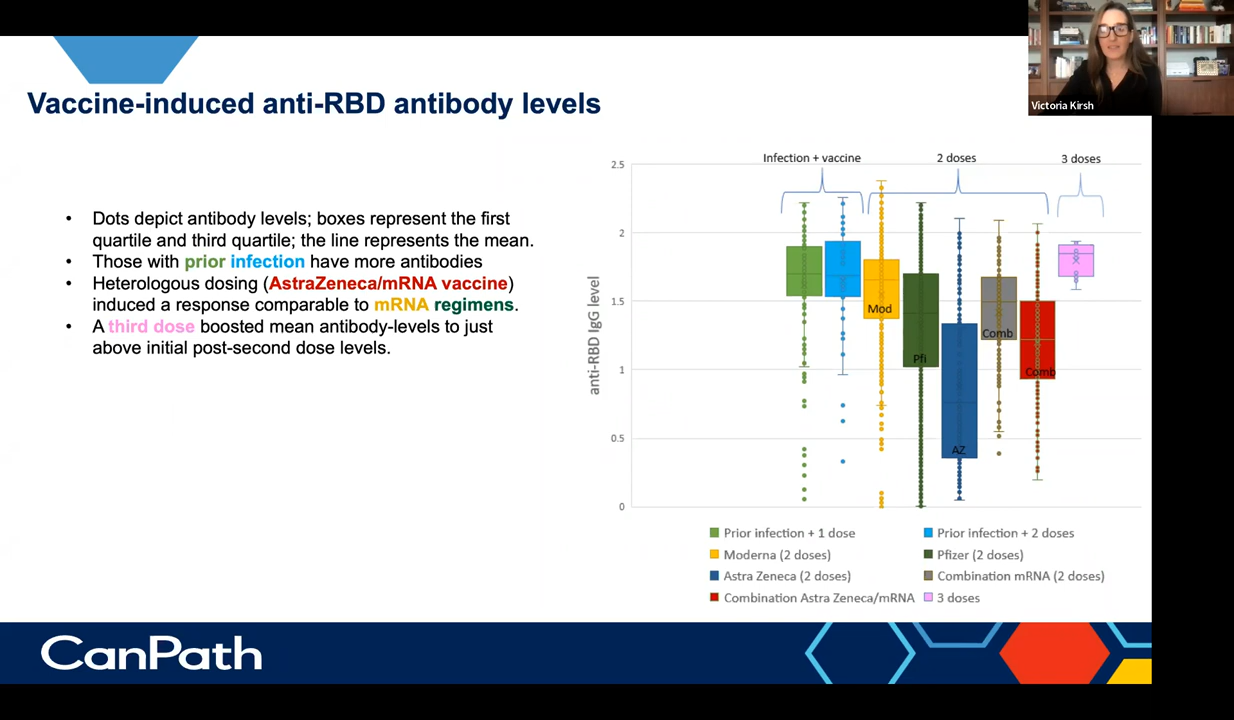 Victoria Kirsh
Vaccine-induced anti-RBD antibody levels
• Dots depict antibody levels; boxes represent the first
quartile and third quartile; the line represents the mean.
• Those with prior infection have more antibodies
• Heterologous dosing (AstraZeneca/mRNA vaccine)
induced a response comparable to mRNA regimens.
• A third dose boosted mean antibody-levels to just
above initial post-second dose levels.
Infection + vaccine
2 doses
3 doses
2.5
2
1.5
1
0.5
0
anti-RBD IgG level
Mod
Pfi
AZ
Comb
Comb
Prior infection + 1 dose
Prior infection + 2 doses
Moderna (2 doses)
Pfizer (2 doses)
Astra Zeneca (2 doses)
Combination mRNA (2 doses)
Combination Astra Zeneca/mRNA
3 doses
CanPath